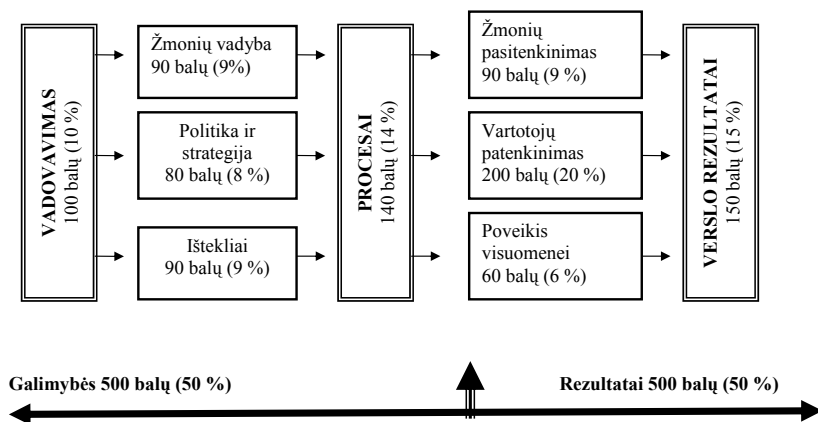 VADOVAVIMAS
100 balų (10 %)
Žmonių vadyba
90 balų (9%)
Politika ir
strategija
80 balų (8 %)
Ištekliai
90 balų (9 %)
PROCESAI
140 balų (14 %)
Žmonių
pasitenkinimas
90 balų (9 %)
Vartotojų
patenkinimas
200 balų (20 %)
Poveikis
visuomenei
60 balų (6 %)
VERSLO REZULTATAI
150 balų (15 %)
Galimybės 500 balų (50 %)
Rezultatai 500 balų (50 %)